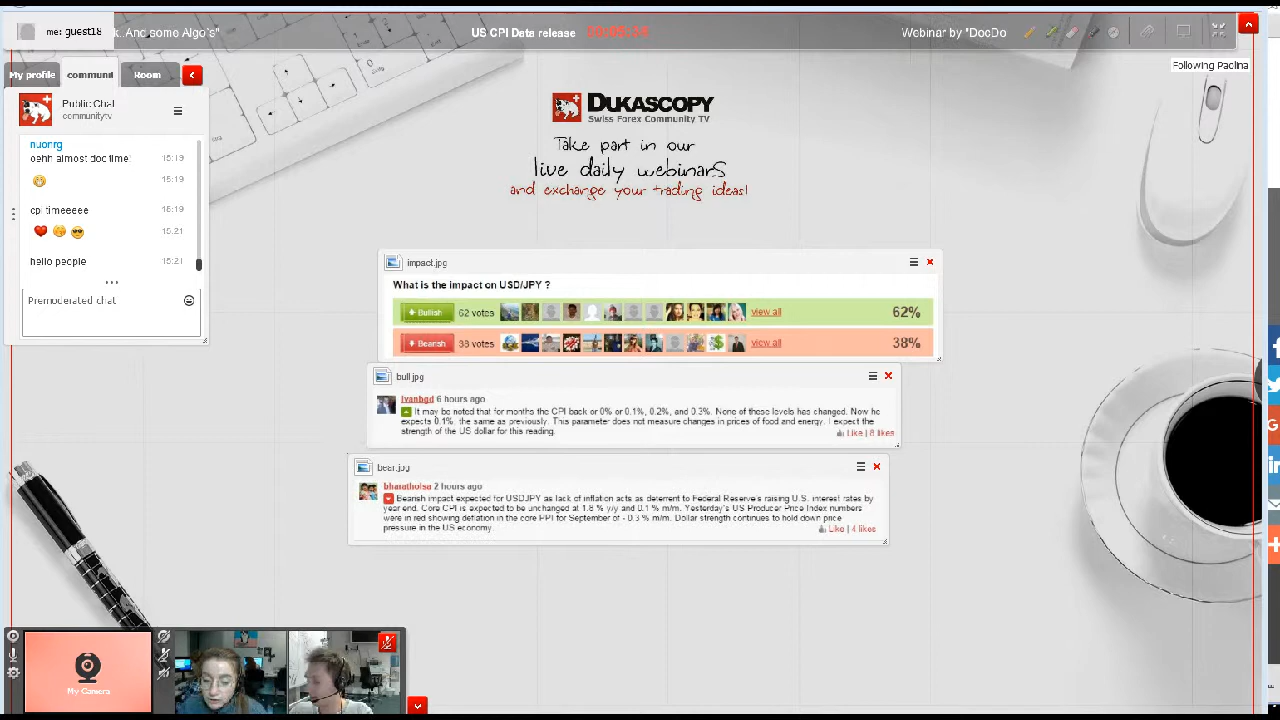 me: guest18
k..And some Algo`s"
US CPI Data release
Webinar by "DocDo
Following Paolina
My profile
communit
Room
Public Chat
communitytv
nuonrg
oehh almost doctime!
15:19
15:19
cpi timeeeee
15:19
15:21
hello people
15:21
Premoderated chat
DUKASCOPY
Swiss Forex Community TV
Take part in our
live daily webinars
and exchange your trading ideas!
impact.jpg
What is the impact on USD/JPY ?
Bullish
62 votes
view all
62%
Bearish
38 votes
view all
38%
bull.jpg
Ivanbgd 6 hours ago
It may be noted that for months the CPI back or 0% or 0.1%, 0.2%, and 0.3%. None of these levels has changed. Now he
expects 0.1%, the same as previously. This parameter does not measure changes in prices of food and energy. I expect the
strength of the US dollar for this reading.
Like | 8 likes
bear.jpg
bharatholsa 2 hours ago
Bearish impact expected for USDJPY as lack of inflation acts as deterrent to Federal Reserve's raising U.S. interest rates by
year end. Core CPI is expected to be unchanged at 1.8 % y/y and 0.1 % m/m. Yesterday's US Producer Price Index numbers
were in red showing deflation in the core PPI for September of - 0.3 % m/m. Dollar strength continues to hold down price
pressure in the US economy.
Like | 4 likes
My Camera